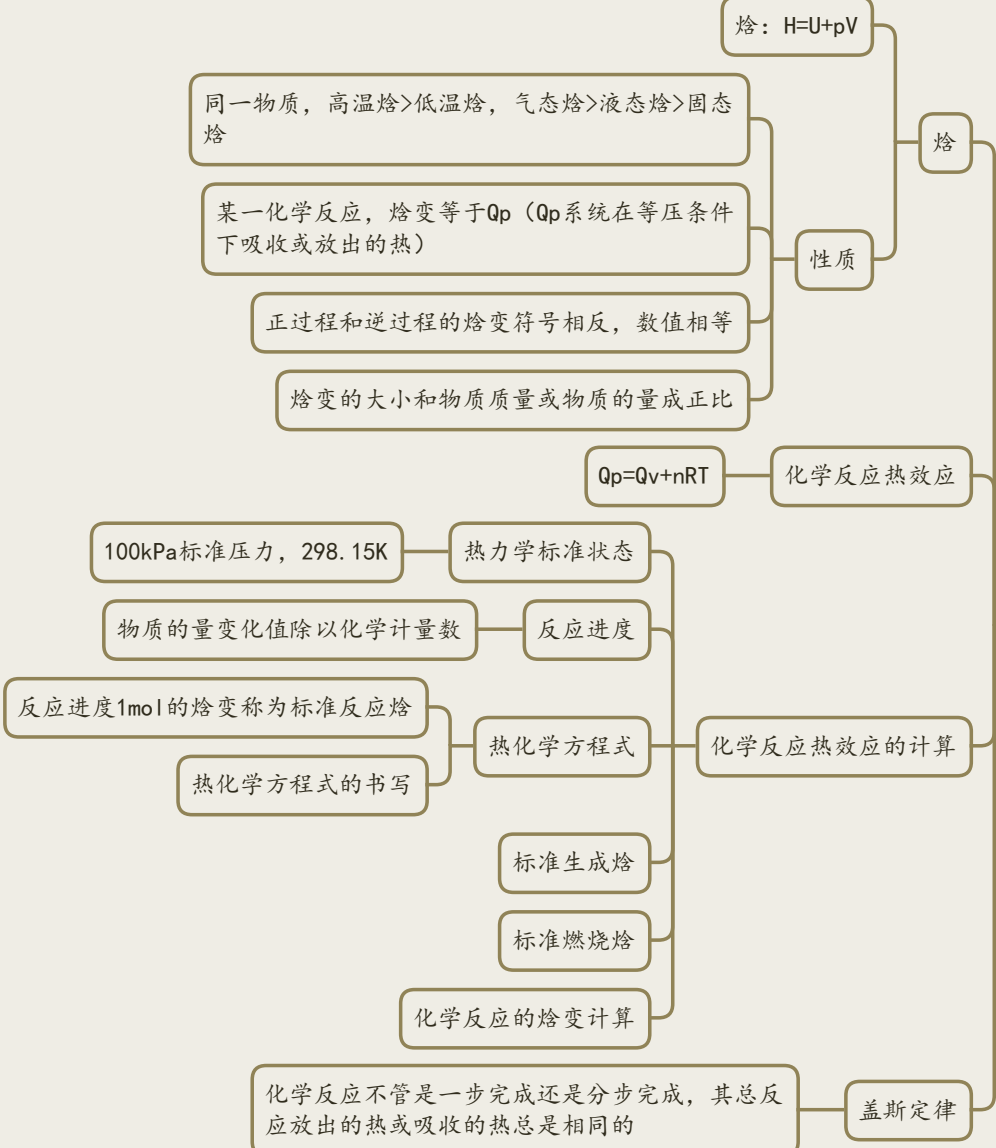 焓：H=U+pV
焓
同一物质，高温焓>低温焓，气态焓>液态焓>固态
焓
某一化学反应，焓变等于Qp（Qp系统在等压条件
下吸收或放出的热）
性质
正过程和逆过程的焓变符号相反，数值相等
焓变的大小和物质质量或物质的量成正比
Qp=Qv+nRT
化学反应热效应
100kPa标准压力，298.15K
热力学标准状态
物质的量变化值除以化学计量数
反应进度
反应进度1mol的焓变称为标准反应焓
热化学方程式
化学反应热效应的计算
热化学方程式的书写
标准生成焓
标准燃烧焓
化学反应的焓变计算
化学反应不管是一步完成还是分步完成，其总反
应放出的热或吸收的热总是相同的
盖斯定律